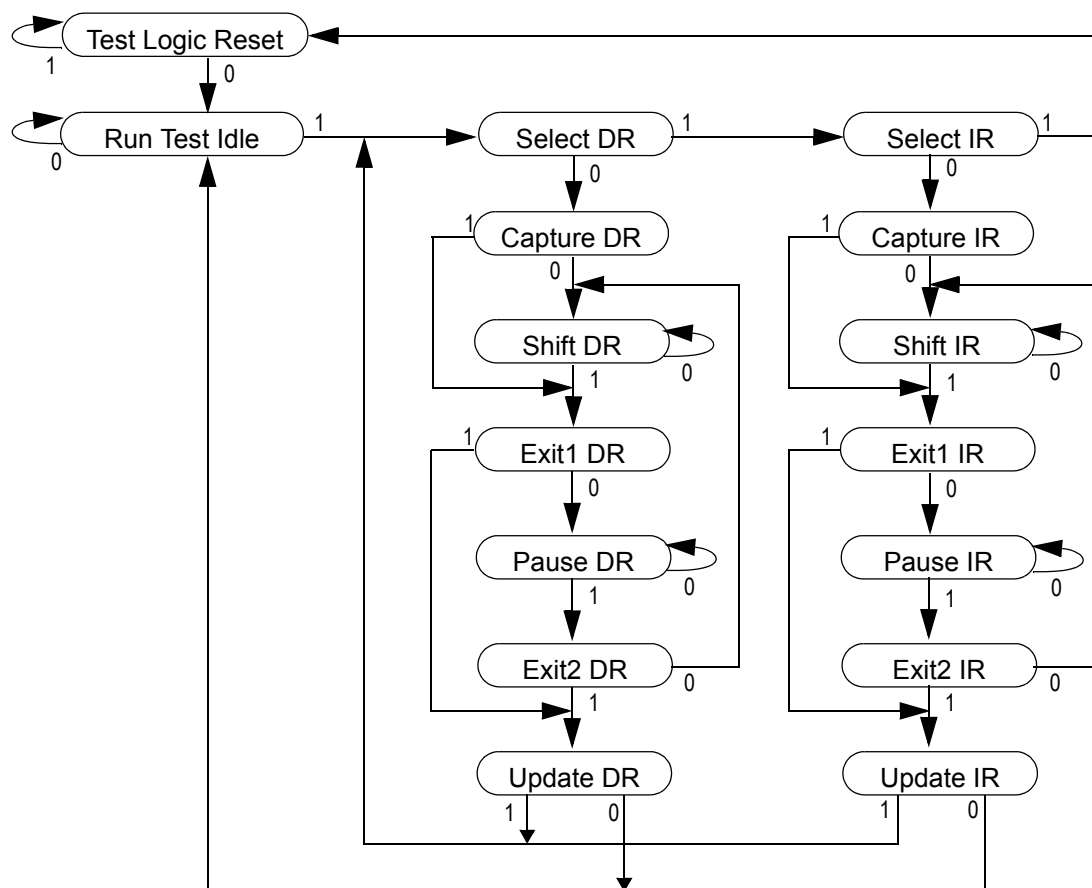 Test Logic Reset
1
0
Run Test Idle
1
0
Select DR
1
0
Select IR
1
0
1
Capture DR
0
1
Capture IR
0
Shift DR
0
1
Shift IR
0
1
1
Exit1 DR
0
1
Exit1 IR
0
Pause DR
0
1
Pause IR
0
1
Exit2 DR
0
1
Exit2 IR
0
1
Update DR
1 0
Update IR
1 0